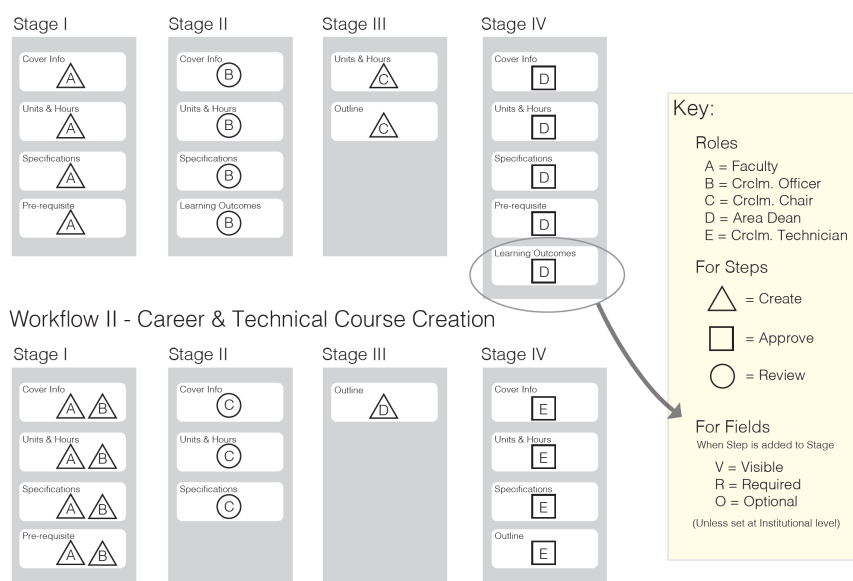 Stage I
Cover Info
A
Units & Hours
A
Specifications
A
Pre-requisite
A
Stage II
Cover Info
B
Units & Hours
B
Specifications
B
Learning Outcomes
B
Stage III
Units & Hours
C
Outline
C
Stage IV
Cover Info
D
Units & Hours
D
Specifications
D
Pre-requisite
D
Learning Outcomes
D
Workflow II - Career & Technical Course Creation
Stage I
Cover Info
A B
Units & Hours
A B
Specifications
A B
Pre-requisite
A B
Stage II
Cover Info
C
Units & Hours
C
Specifications
C
Stage III
Outline
D
Stage IV
Cover Info
E
Units & Hours
E
Specifications
E
Outline
E
Key:
Roles
A = Faculty
B = Crclm. Officer
C = Crclm. Chair
D = Area Dean
E = Crclm. Technician
For Steps
= Create
= Approve
= Review
For Fields
When Step is added to Stage
V = Visible
R = Required
O = Optional
(Unless set at Institutional level)